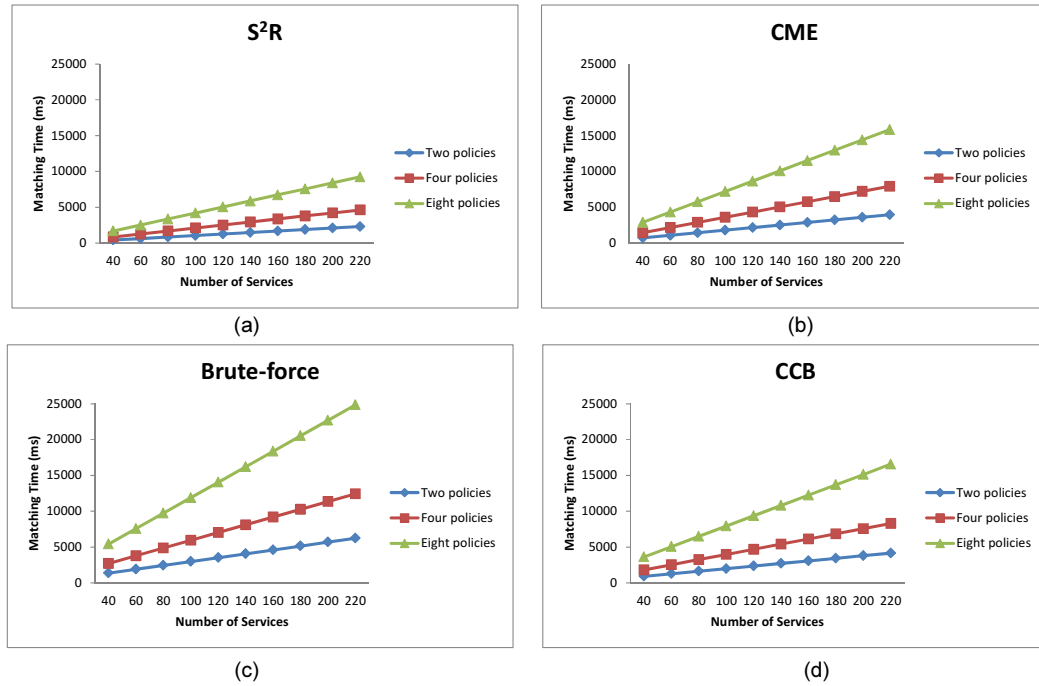 S²R
25000
20000
15000
10000
5000
0
Matching Time (ms)
40 60 80 100 120 140 160 180 200 220
Number of Services
Two policies
Four policies
Eight policies
(a)
CME
25000
20000
15000
10000
5000
0
Matching Time (ms)
40 60 80 100 120 140 160 180 200 220
Number of Services
Two policies
Four policies
Eight policies
(b)
Brute-force
25000
20000
15000
10000
5000
0
Matching Time (ms)
40 60 80 100 120 140 160 180 200 220
Number of Services
Two policies
Four policies
Eight policies
(c)
CCB
25000
20000
15000
10000
5000
0
Matching Time (ms)
40 60 80 100 120 140 160 180 200 220
Number of Services
Two policies
Four policies
Eight policies
(d)